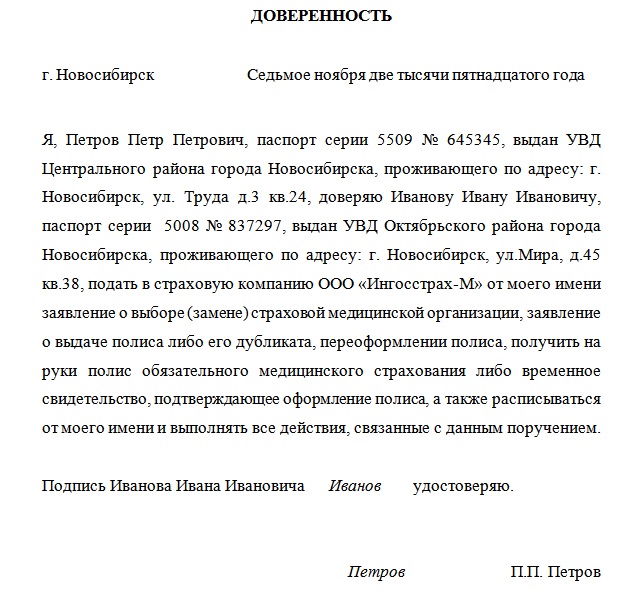 ДОВЕРЕННОСТЬ
г. Новосибирск Седьмое ноября две тысячи пятнадцатого года
Я, Петров Петр Петрович, паспорт серии 5509 № 645345, выдан УВД
Центрального района города Новосибирска, проживающего по адресу: г.
Новосибирск, ул. Труда д.3 кв.24, доверяю Иванову Ивану Ивановичу,
паспорт серии 5008 № 837297, выдан УВД Октябрьского района города
Новосибирска, проживающего по адресу: г. Новосибирск, ул.Мира, д.45
кв.38, подать в страховую компанию ООО «Ингосстрах-М» от моего имени
заявление о выборе (замене) страховой медицинской организации, заявление
о выдаче полиса либо его дубликата, переоформлении полиса, получить на
руки полис обязательного медицинского страхования либо временное
свидетельство, подтверждающее оформление полиса, а также расписываться
от моего имени и выполнять все действия, связанные с данным поручением.
Подпись Иванова Ивана Ивановича Иванов удостоверяю.
Петров П.П. Петров